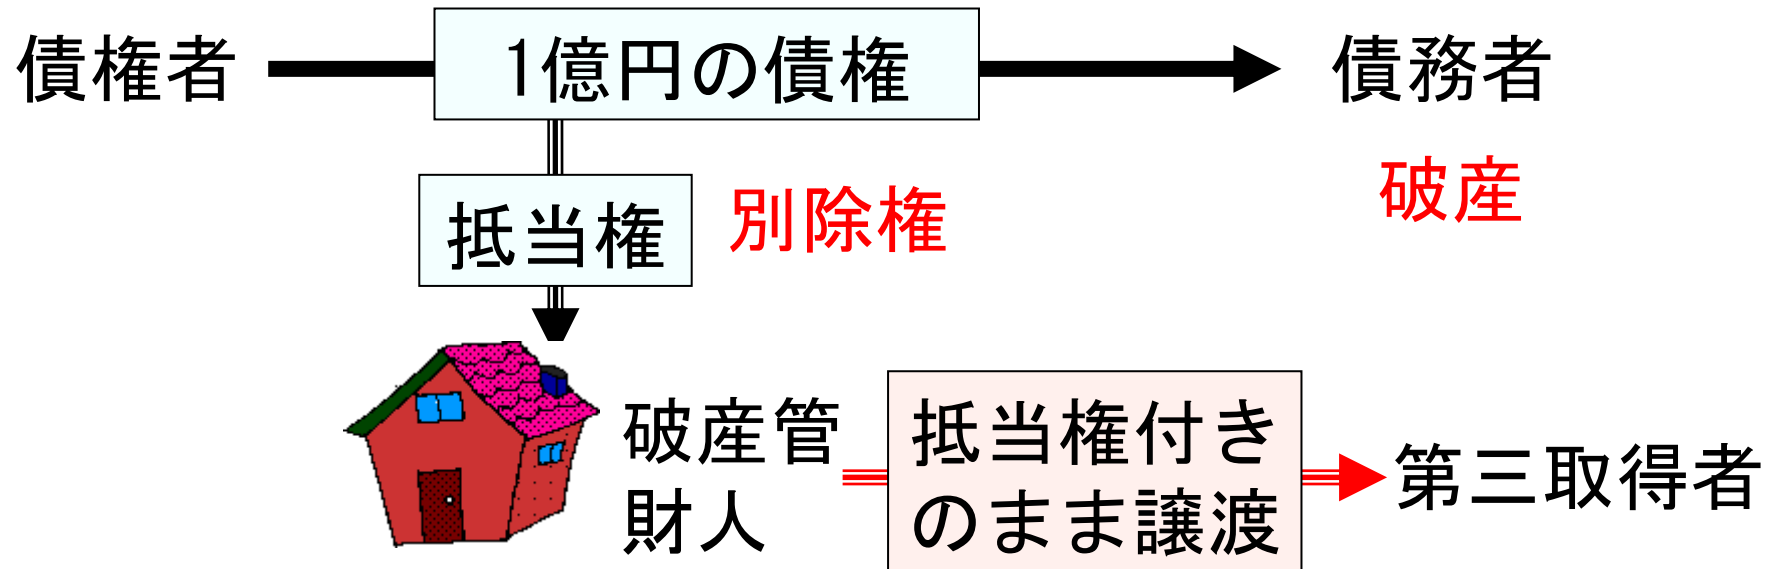 債権者
1億円の債権
債務者
破産
抵当権
別除権
破産管
財人
抵当権付き
のまま譲渡
第三取得者